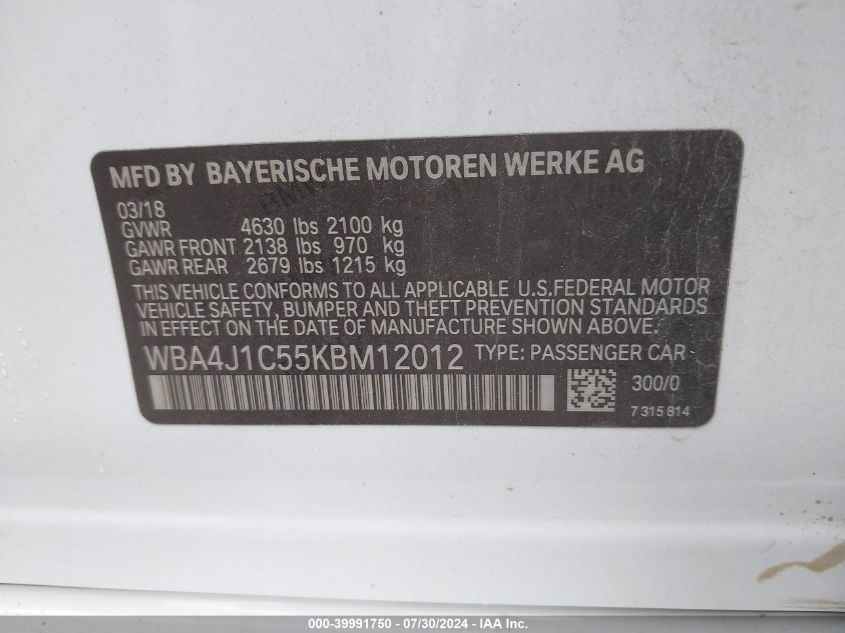 MFD BY BAYERISCHE MOTOREN WERKE AG
03/18
GVWR 4630 lbs 2100 kg
GAWR FRONT 2138 lbs 970 kg
GAWR REAR 2679 lbs 1215 kg
THIS VEHICLE CONFORMS TO ALL APPLICABLE U.S.FEDERAL MOTOR
VEHICLE SAFETY, BUMPER AND THEFT PREVENTION STANDARDS
IN EFFECT ON THE DATE OF MANUFACTURE SHOWN ABOVE.
WBA4J1C55KBM12012 TYPE: PASSENGER CAR
300/0
7 315 814
000-39991750 - 07/30/2024 - IAA Inc.